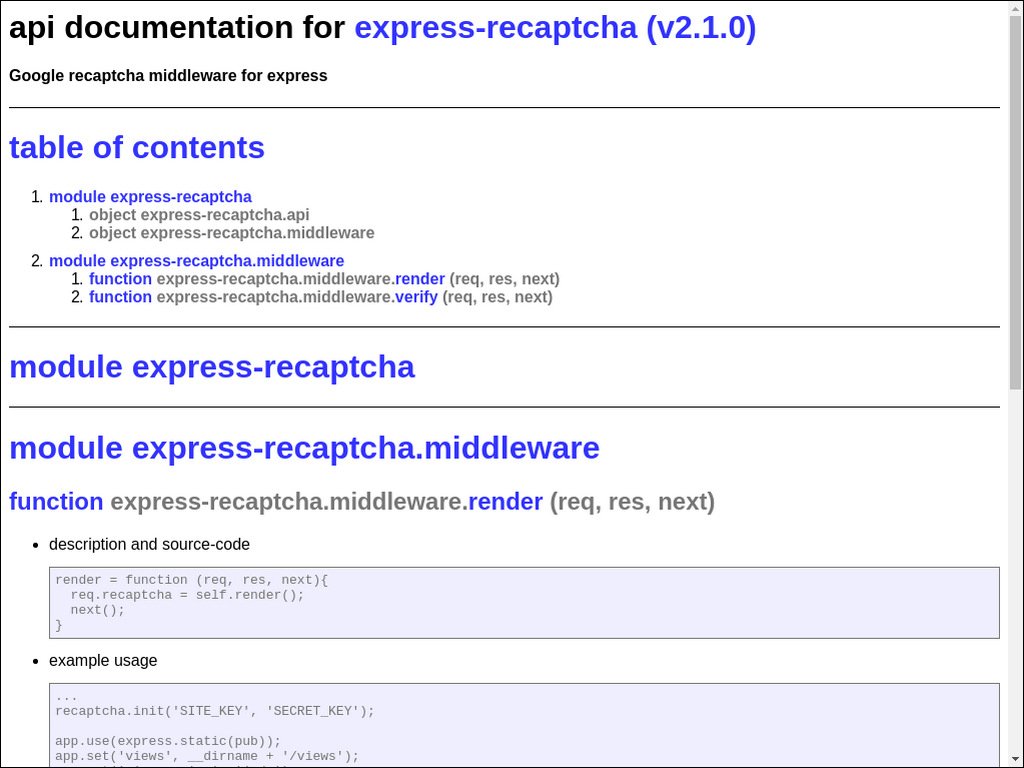 api documentation for express-recaptcha (v2.1.0)
Google recaptcha middleware for express
table of contents
1. module express-recaptcha
1. object express-recaptcha.api
2. object express-recaptcha.middleware
2. module express-recaptcha.middleware
1. function express-recaptcha.middleware.render (req, res, next)
2. function express-recaptcha.middleware.verify (req, res, next)
module express-recaptcha
module express-recaptcha.middleware
function express-recaptcha.middleware.render (req, res, next)
• description and source-code
render = function (req, res, next){
  req.recaptcha = self.render();
  next();
}
• example usage
...
recaptcha.init('SITE_KEY', 'SECRET_KEY');
app.use(express.static(pub));
app.set('views', __dirname + '/views');